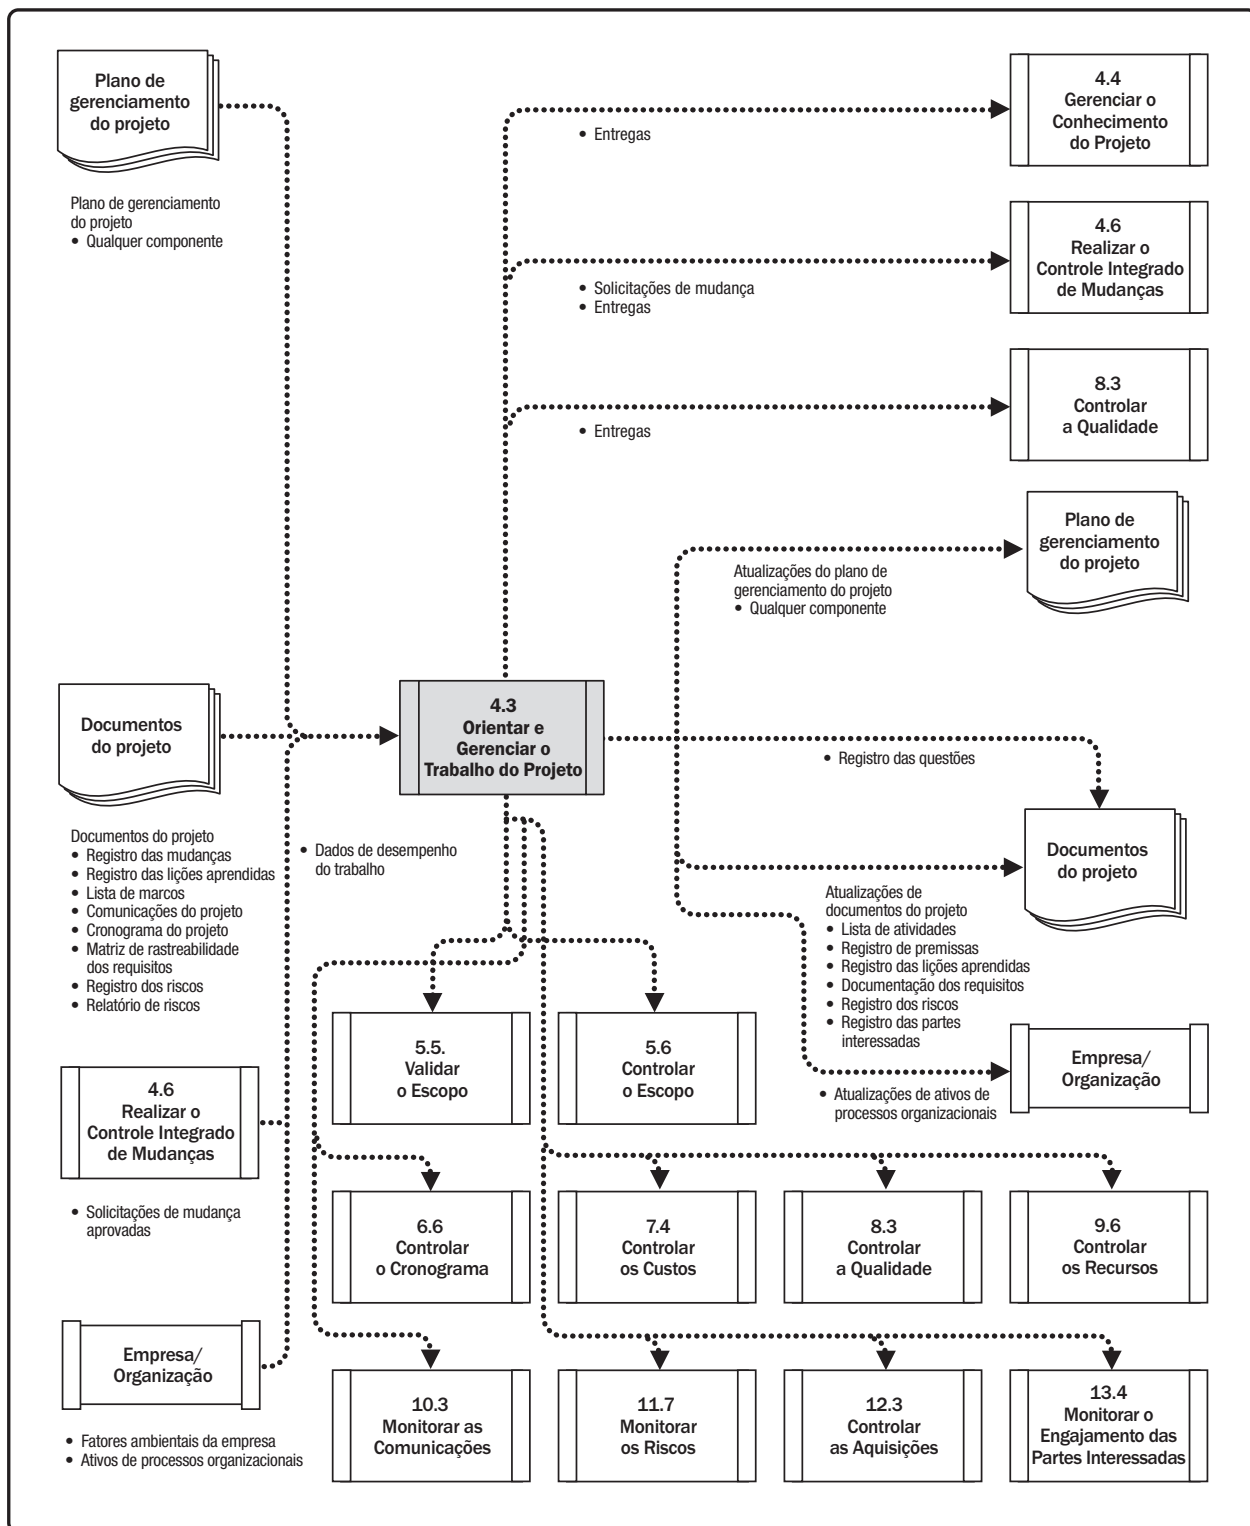 Plano de
gerenciamento
do projeto
Plano de gerenciamento
do projeto
• Qualquer componente
• Entregas
4.4
Gerenciar o
Conhecimento
do Projeto
• Solicitações de mudança
• Entregas
4.6
Realizar o
Controle Integrado
de Mudanças
• Entregas
8.3
Controlar
a Qualidade
Atualizações do plano de
gerenciamento do projeto
• Qualquer componente
Plano de
gerenciamento
do projeto
Documentos
do projeto
4.3
Orientar e
Gerenciar o
Trabalho do Projeto
• Registro das questões
Documentos do projeto
• Registro das mudanças
• Registro das lições aprendidas
• Lista de marcos
• Comunicações do projeto
• Cronograma do projeto
• Matriz de rastreabilidade
dos requisitos
• Registro dos riscos
• Relatório de riscos
• Dados de desempenho
do trabalho
Documentos
do projeto
Atualizações de
documentos do projeto
• Lista de atividades
• Registro de premissas
• Registro das lições aprendidas
• Documentação dos requisitos
• Registro dos riscos
• Registro das partes
interessadas
4.6
Realizar o
Controle Integrado
de Mudanças
• Solicitações de mudança
aprovadas
5.5.
Validar
o Escopo
5.6
Controlar
o Escopo
• Atualizações de ativos de
processos organizacionais
Empresa/
Organização
6.6
Controlar
o Cronograma
7.4
Controlar
os Custos
8.3
Controlar
a Qualidade
9.6
Controlar
os Recursos
Empresa/
Organização
• Fatores ambientais da empresa
• Ativos de processos organizacionais
10.3
Monitorar as
Comunicações
11.7
Monitorar
os Riscos
12.3
Controlar
as Aquisições
13.4
Monitorar o
Engajamento das
Partes Interessadas